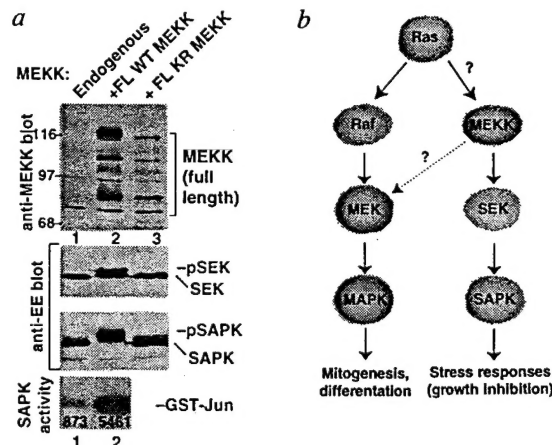 a
MEKK:
Endogenous
+FL WT MEKK
+ FL KR MEKK
anti-MEKK blot
116
97
68
1 2 3
MEKK
(full
length)
anti-EE blot
–pSEK
SEK
–pSAPK
SAPK
SAPK
activity
873 5461
–GST-Jun
1 2
b
Ras
?
Raf
MEKK
?
MEK
SEK
MAPK
SAPK
Mitogenesis,
differentation
Stress responses
(growth inhibition)